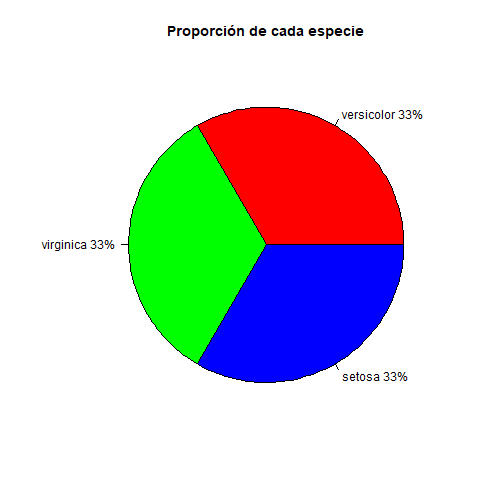 Proporción de cada especie
versicolor 33%
virginica 33%
setosa 33%